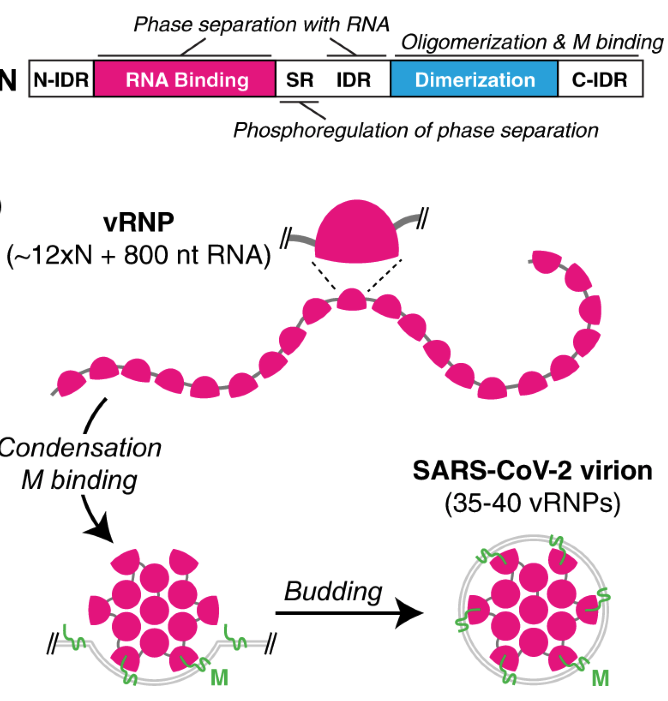 Phase separation with RNA
Oligomerization & M binding
N
N-IDR RNA Binding SR IDR Dimerization C-IDR
Phosphoregulation of phase separation
vRNP
(~12xN + 800 nt RNA)
Condensation
M binding
SARS-CoV-2 virion
(35-40 vRNPs)
Budding
M
M